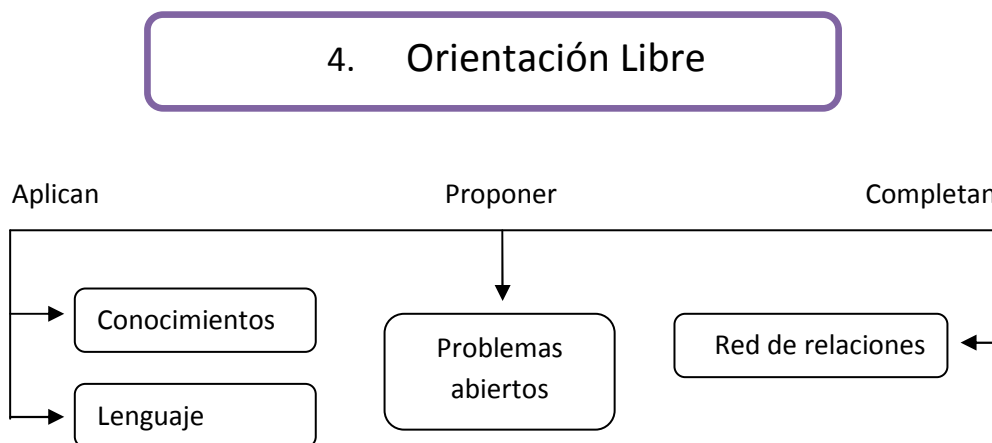 4. Orientación Libre
Aplican Proponer Completan
Conocimientos
Problemas
abiertos
Red de relaciones
Lenguaje